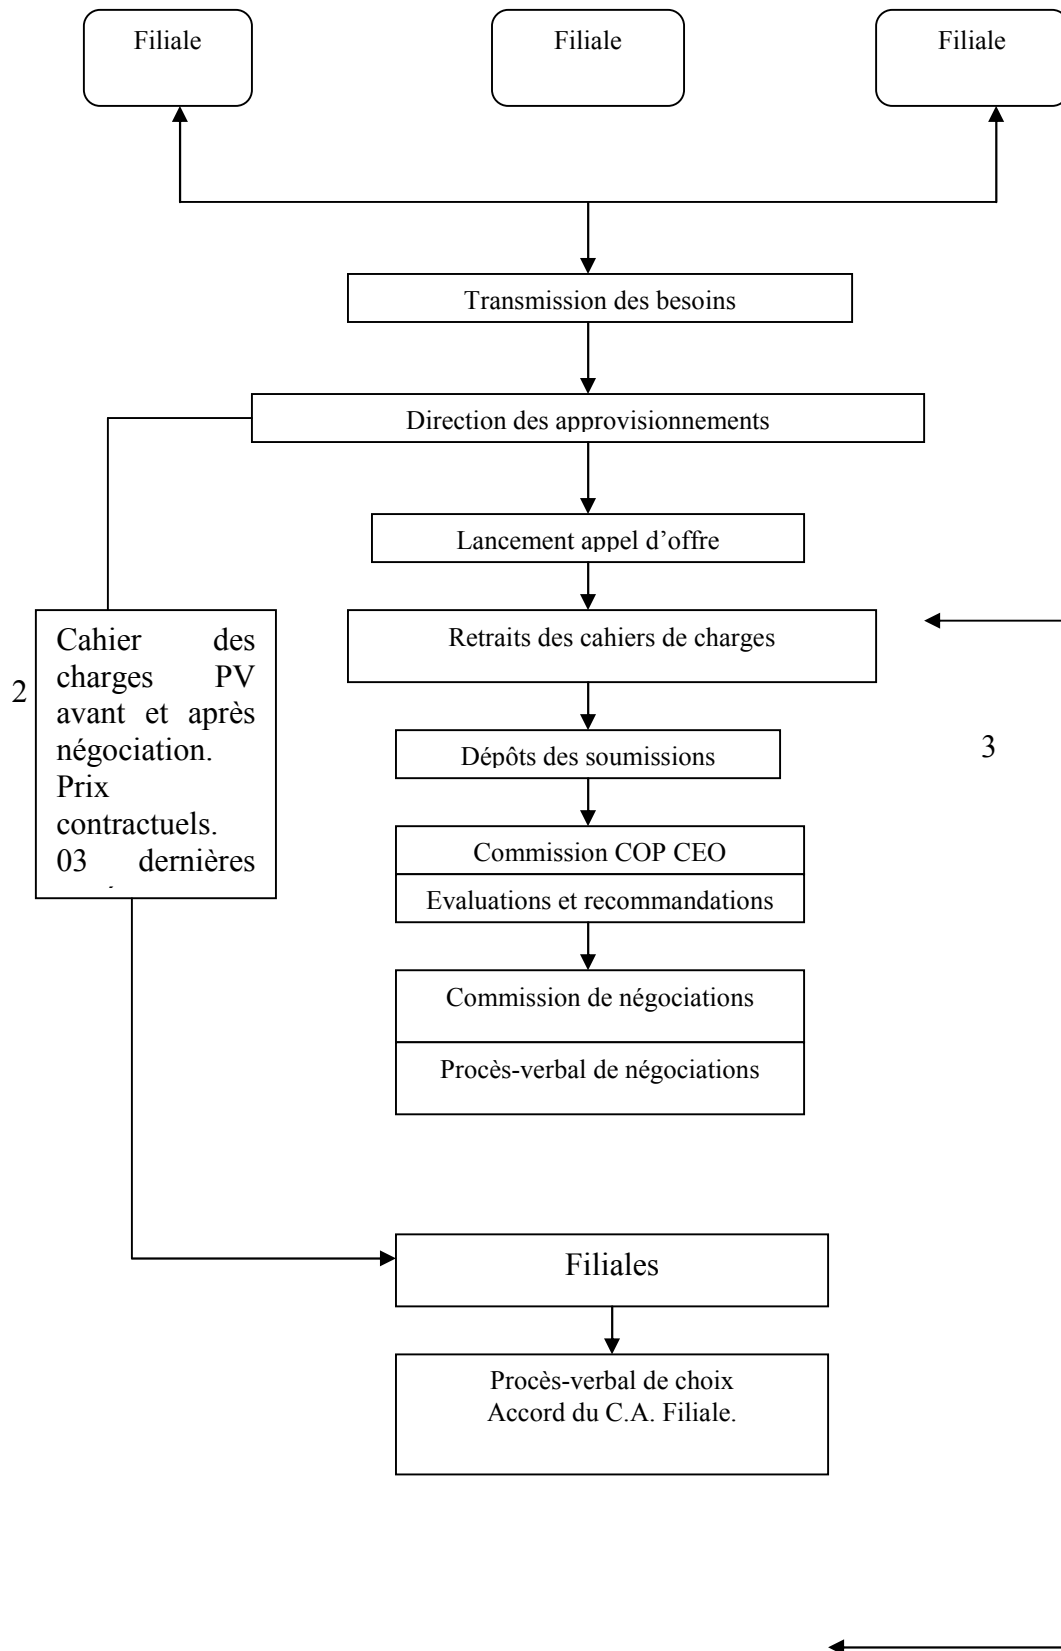 Filiale
Filiale
Filiale
Transmission des besoins
Direction des approvisionnements
Lancement appel d’offre
Retraits des cahiers de charges
Cahier des
charges PV
avant et après
négociation.
Prix
contractuels.
03 dernières
2
3
Dépôts des soumissions
Commission COP CEO
Evaluations et recommandations
Commission de négociations
Procès-verbal de négociations
Filiales
Procès-verbal de choix
Accord du C.A. Filiale.